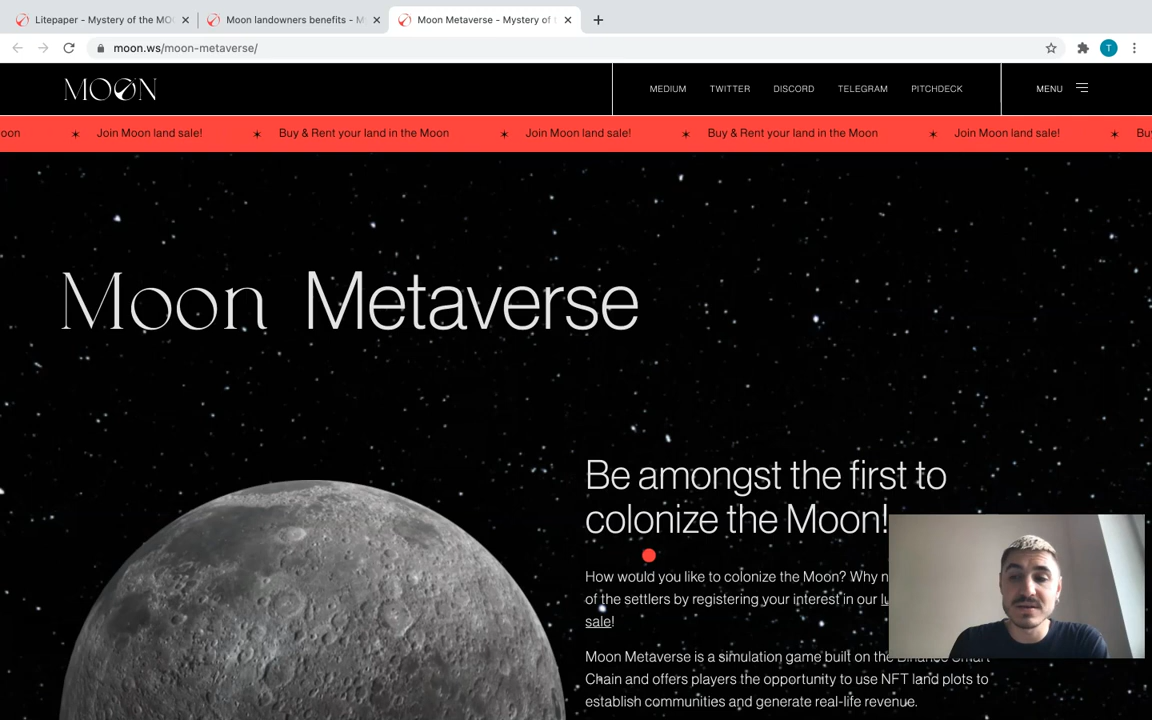 Litepaper - Mystery of the MO
Moon landowners benefits - M
Moon Metaverse - Mystery of
moon.ws/moon-metaverse/
T
MOON
MEDIUM
TWITTER
DISCORD
TELEGRAM
PITCHDECK
MENU
oon ✶ Join Moon land sale! ✶ Buy & Rent your land in the Moon ✶ Join Moon land sale! ✶ Buy & Rent your land in the Moon ✶ Join Moon land sale! ✶ Bu
Moon Metaverse
Be amongst the first to
colonize the Moon!
How would you like to colonize the Moon? Why n
of the settlers by registering your interest in our lu
sale!
Moon Metaverse is a simulation game built on the Binance Smart
Chain and offers players the opportunity to use NFT land plots to
establish communities and generate real-life revenue.